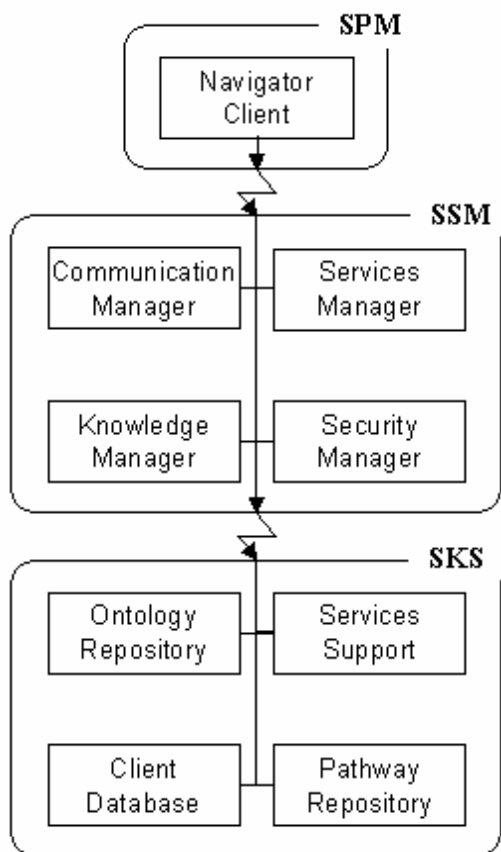 SPM
Navigator
Client
SSM
Communication
Manager
Services
Manager
Knowledge
Manager
Security
Manager
SKS
Ontology
Repository
Services
Support
Client
Database
Pathway
Repository